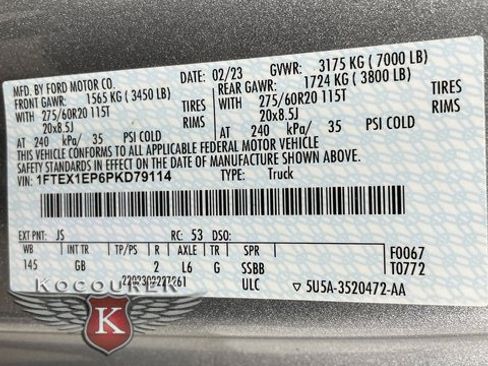 MFD. BY FORD MOTOR CO.
DATE: 02/23 GVWR: 3175 KG ( 7000 LB)
FRONT GAWR: 1565 KG ( 3450 LB) REAR GAWR: 1724 KG ( 3800 LB)
WITH 275/60R20 115T TIRES WITH 275/60R20 115T TIRES
20x8.5J RIMS 20x8.5J RIMS
AT 240 kPa/ 35 PSI COLD AT 240 kPa/ 35 PSI COLD
THIS VEHICLE CONFORMS TO ALL APPLICABLE FEDERAL MOTOR VEHICLE
SAFETY STANDARDS IN EFFECT ON THE DATE OF MANUFACTURE SHOWN ABOVE.
VIN: 1FTEX1EP6PKD79114 TYPE: Truck
EXT PNT: JS RC: 53 DSO: F0067
WB INT TR TP/PS R AXLE TR SPR T0772
145 GB 2 L6 G SSBB
ULC 5U5A-3520472-AA
KOCOUREK
K